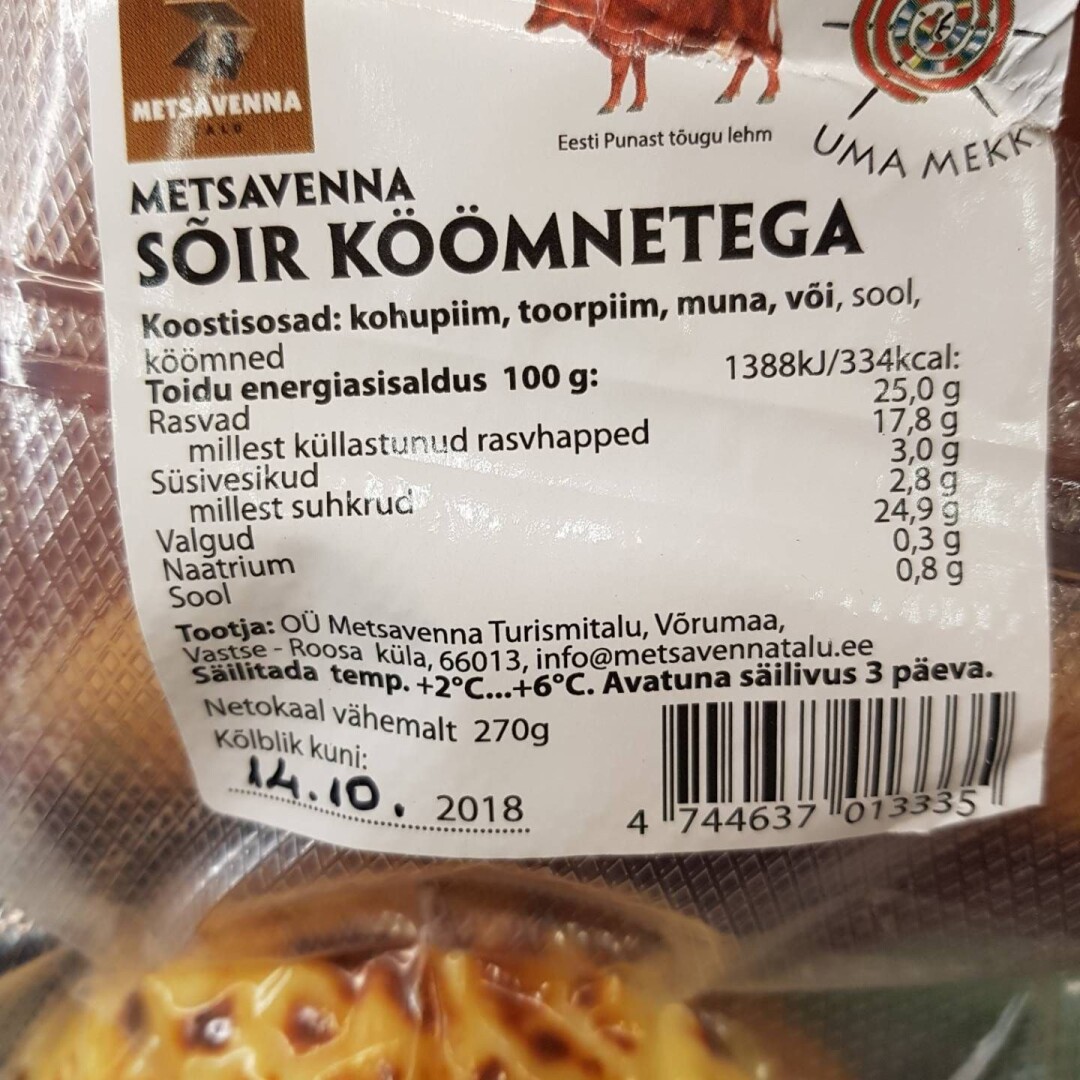 METSAVENNA
TALU
Eesti Punast tõugu lehm
UMA MEKK
METSAVENNA
SÕIR KÖÖMNETEGA
Koostisosad: kohupiim, toorpiim, muna, või, sool,
köömned
Toidu energiasisaldus 100 g: 1388kJ/334kcal:
Rasvad 25,0 g
millest küllastunud rasvhapped 17,8 g
Süsivesikud 3,0 g
millest suhkrud 2,8 g
Valgud 24,9 g
Naatrium 0,3 g
Sool 0,8 g
Tootja: OÜ Metsavenna Turismitalu, Võrumaa,
Vastse - Roosa küla, 66013, info@metsavennatalu.ee
Säilitada temp. +2°C...+6°C. Avatuna säilivus 3 päeva.
Netokaal vähemalt 270g
Kõlblik kuni:
14.10. 2018
4 744637 013335